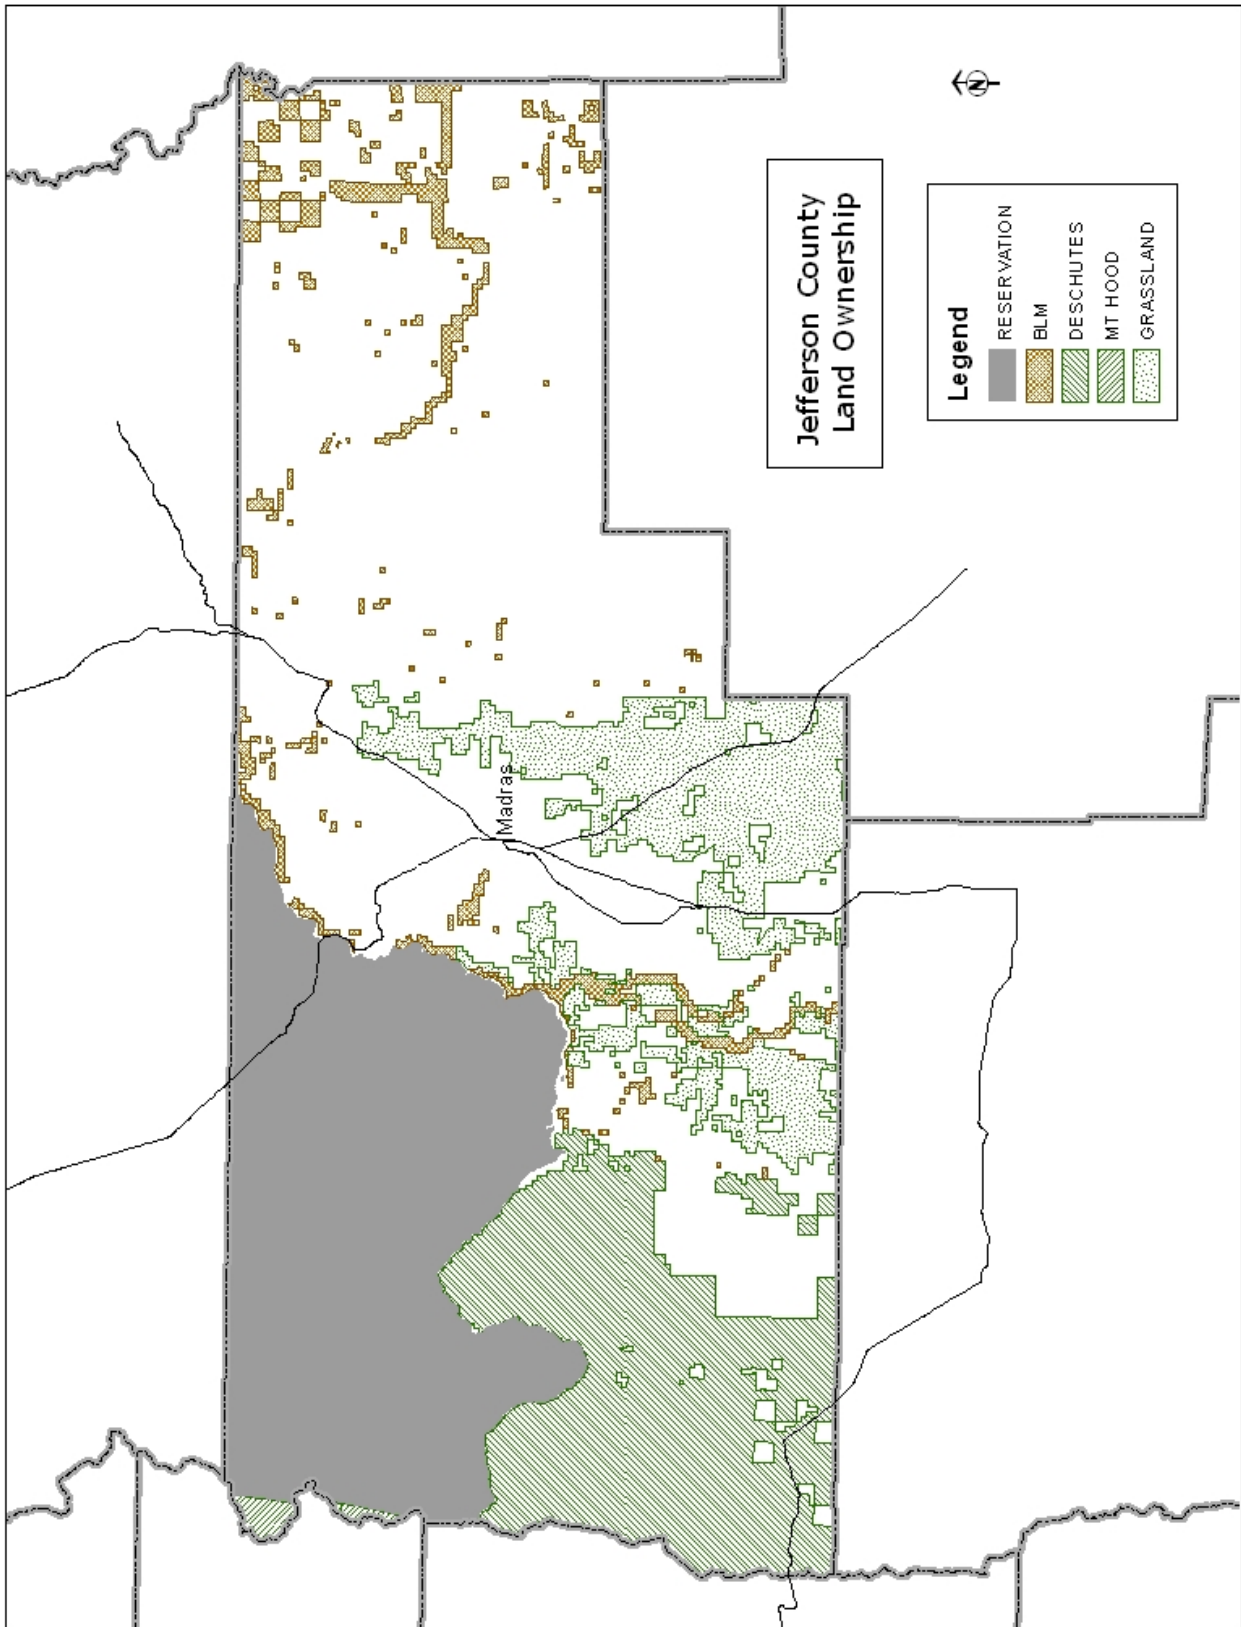 Madras
Jefferson County
Land Ownership
N
Legend
RESERVATION
BLM
DESCHUTES
MT HOOD
GRASSLAND